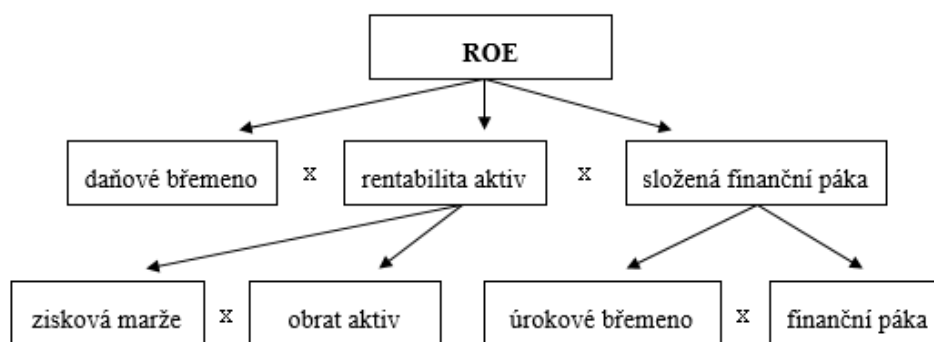 ROE
daňové břemeno x rentabilita aktiv x složená finanční páka
zisková marže x obrat aktiv úrokové břemeno x finanční páka